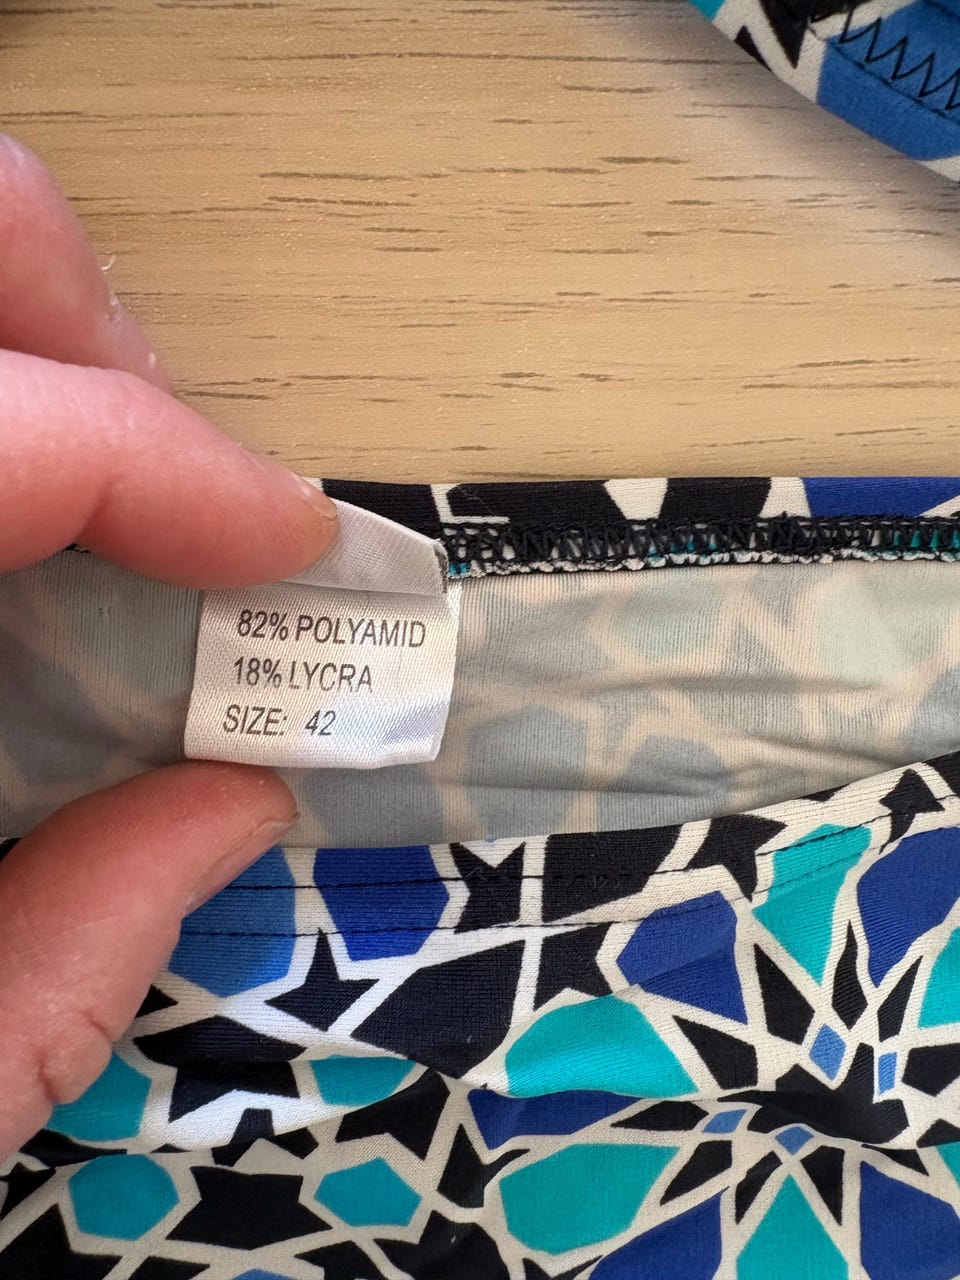 82% POLYAMID
18% LYCRA
SIZE: 42